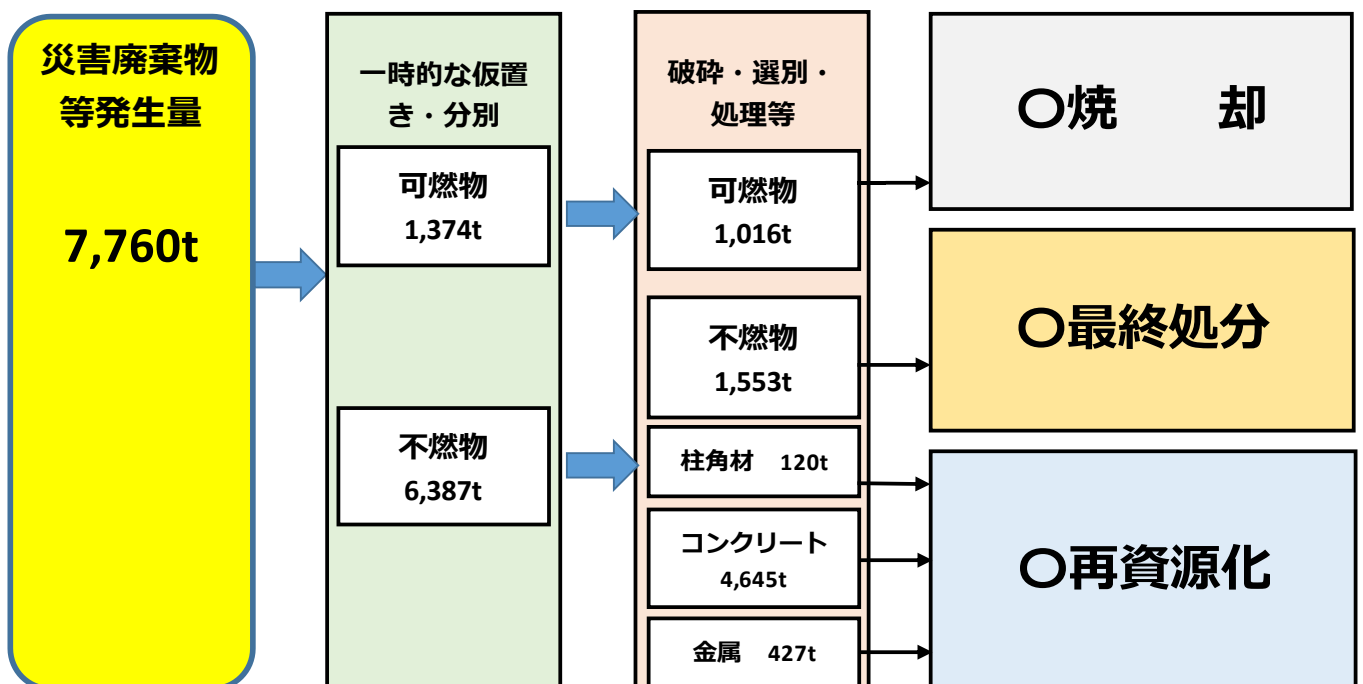 災害廃棄物
等発生量
7,760t
一時的な仮置
き・分別
可燃物
1,374t
不燃物
6,387t
破砕・選別・
処理等
可燃物
1,016t
不燃物
1,553t
柱角材　120t
コンクリート
4,645t
金属　427t
〇焼　　却
〇最終処分
〇再資源化